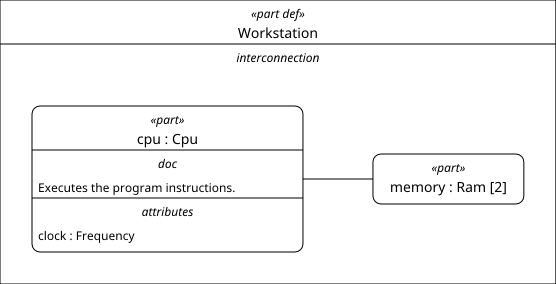 «part def»
Workstation
interconnection
«part»
cpu : Cpu
doc
Executes the program instructions.
attributes
clock : Frequency
«part»
memory : Ram [2]